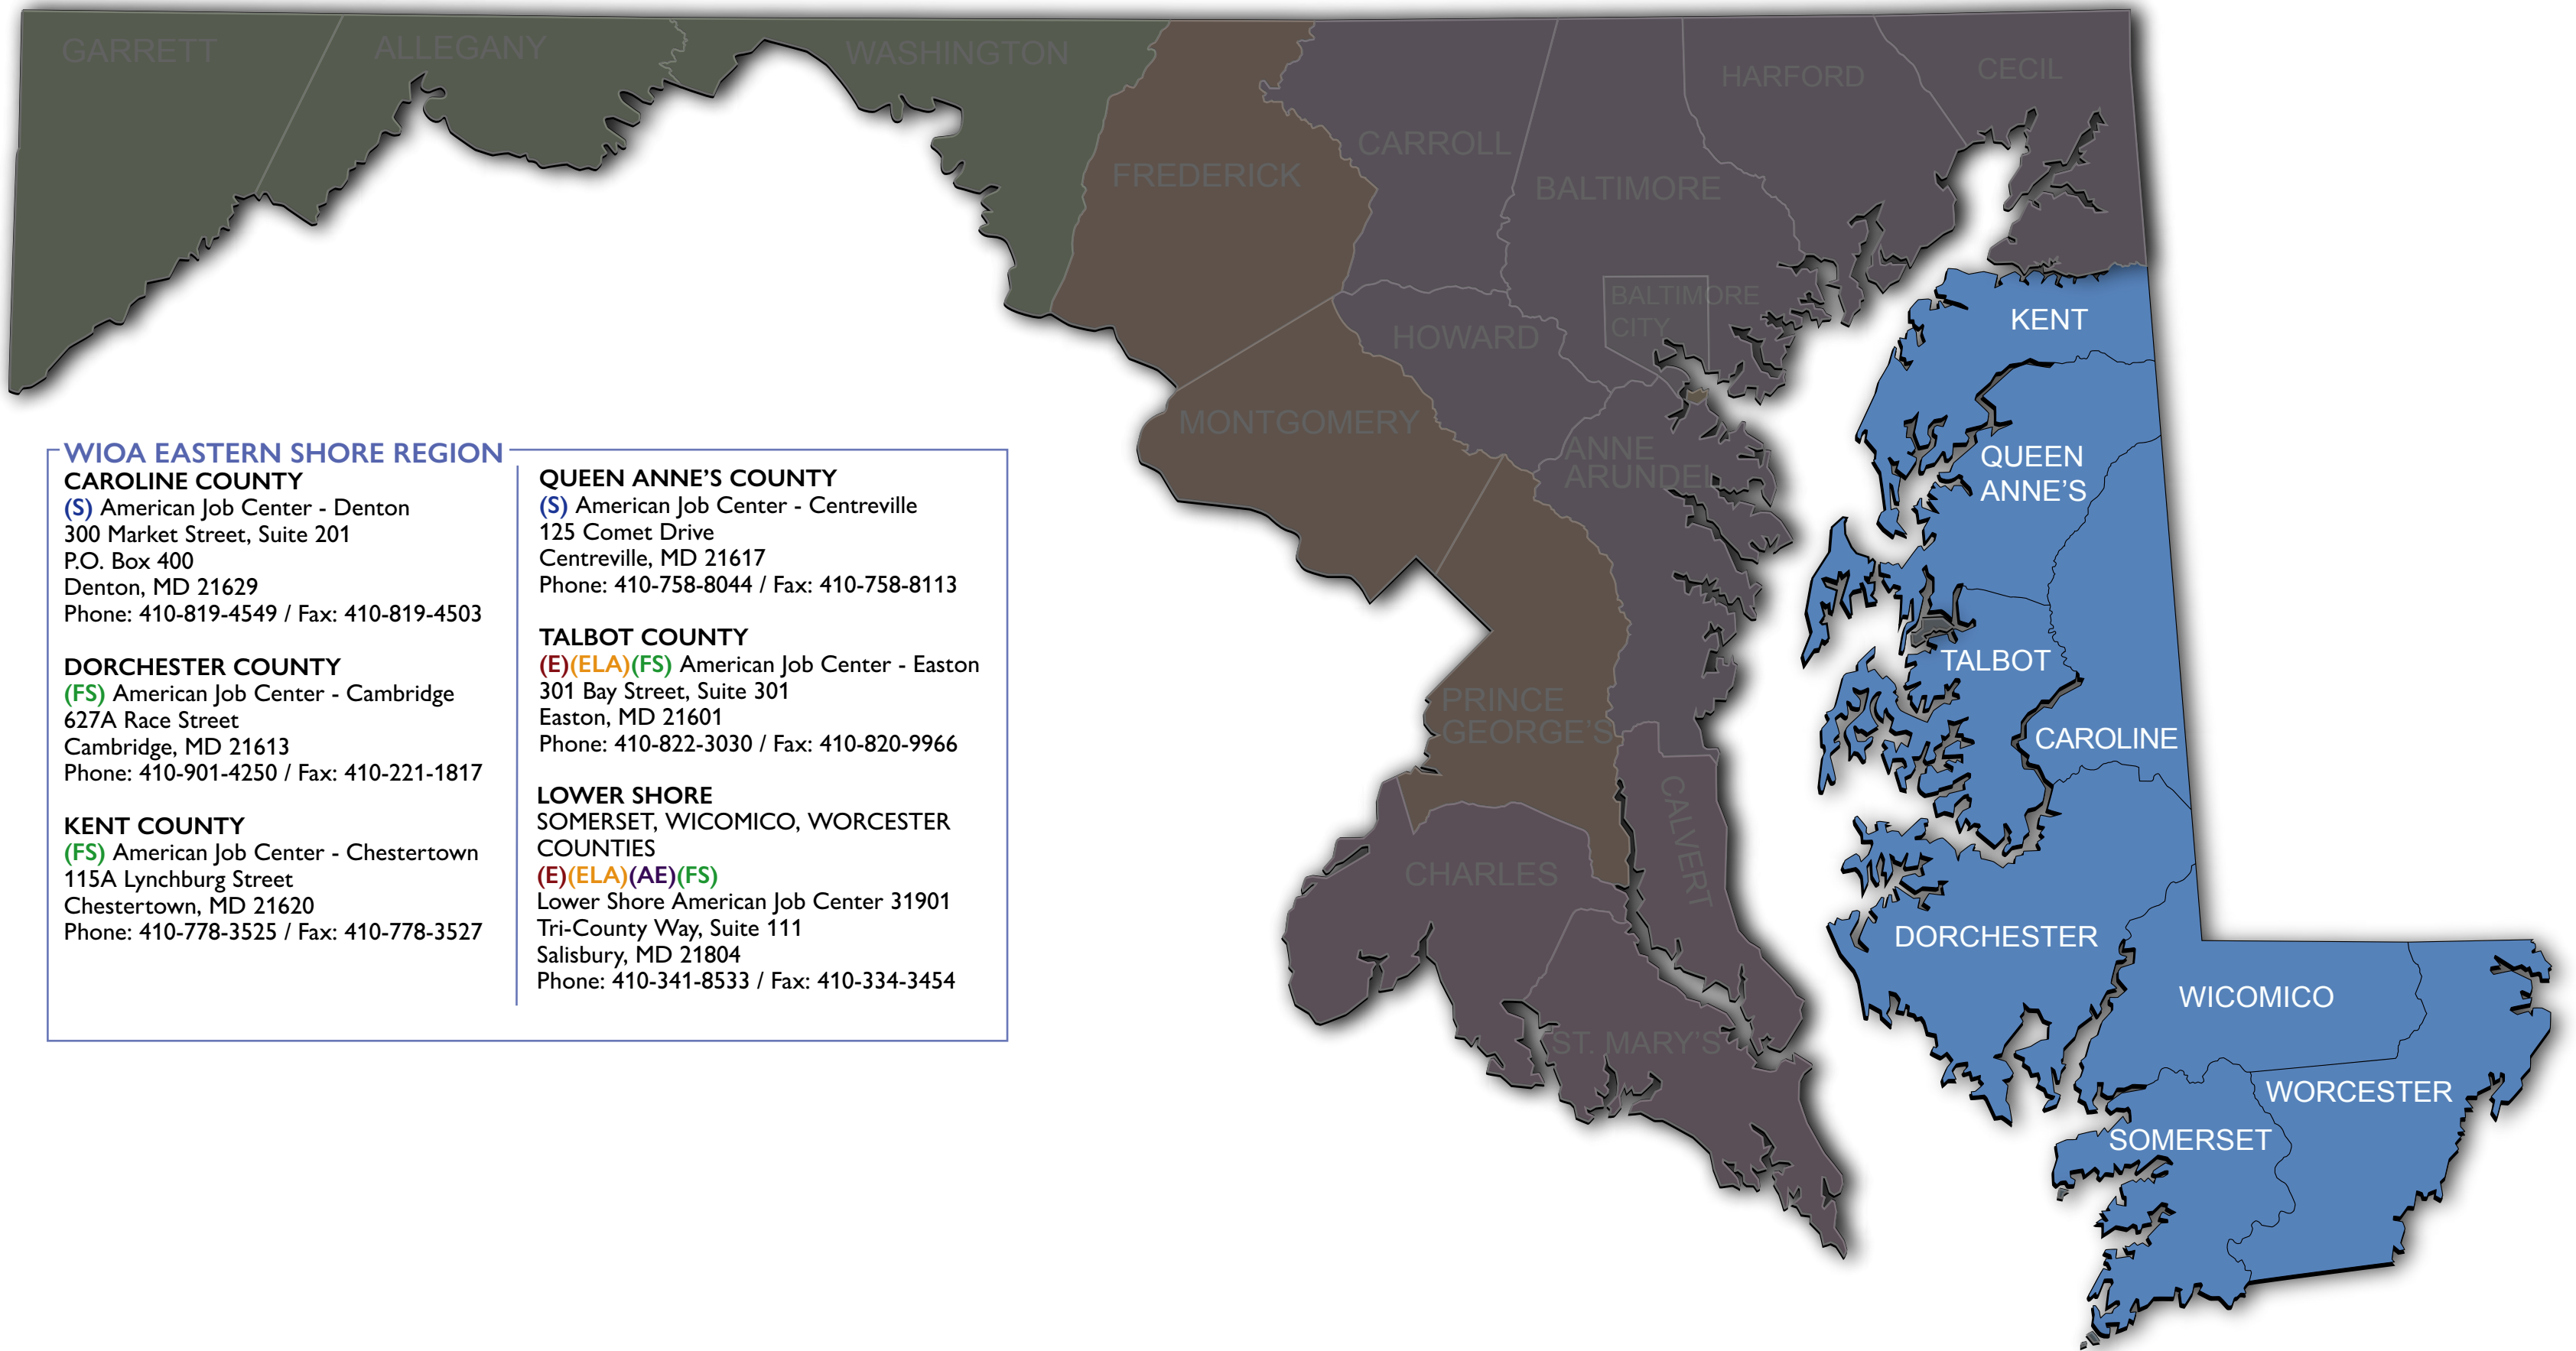 GARRETT
ALLEGANY
WASHINGTON
FREDERICK
CARROLL
BALTIMORE
HARFORD
CECIL
BALTIMORE
CITY
HOWARD
MONTGOMERY
ANNE
ARUNDEL
PRINCE
GEORGE'S
CALVERT
CHARLES
ST. MARY'S
KENT
QUEEN
ANNE'S
TALBOT
CAROLINE
DORCHESTER
WICOMICO
WORCESTER
SOMERSET
WIOA EASTERN SHORE REGION
CAROLINE COUNTY
(S) American Job Center - Denton
300 Market Street, Suite 201
P.O. Box 400
Denton, MD 21629
Phone: 410-819-4549 / Fax: 410-819-4503
DORCHESTER COUNTY
(FS) American Job Center - Cambridge
627A Race Street
Cambridge, MD 21613
Phone: 410-901-4250 / Fax: 410-221-1817
KENT COUNTY
(FS) American Job Center - Chestertown
115A Lynchburg Street
Chestertown, MD 21620
Phone: 410-778-3525 / Fax: 410-778-3527
QUEEN ANNE'S COUNTY
(S) American Job Center - Centreville
125 Comet Drive
Centreville, MD 21617
Phone: 410-758-8044 / Fax: 410-758-8113
TALBOT COUNTY
(E)(ELA)(FS) American Job Center - Easton
301 Bay Street, Suite 301
Easton, MD 21601
Phone: 410-822-3030 / Fax: 410-820-9966
LOWER SHORE
SOMERSET, WICOMICO, WORCESTER
COUNTIES
(E)(ELA)(AE)(FS)
Lower Shore American Job Center 31901
Tri-County Way, Suite 111
Salisbury, MD 21804
Phone: 410-341-8533 / Fax: 410-334-3454